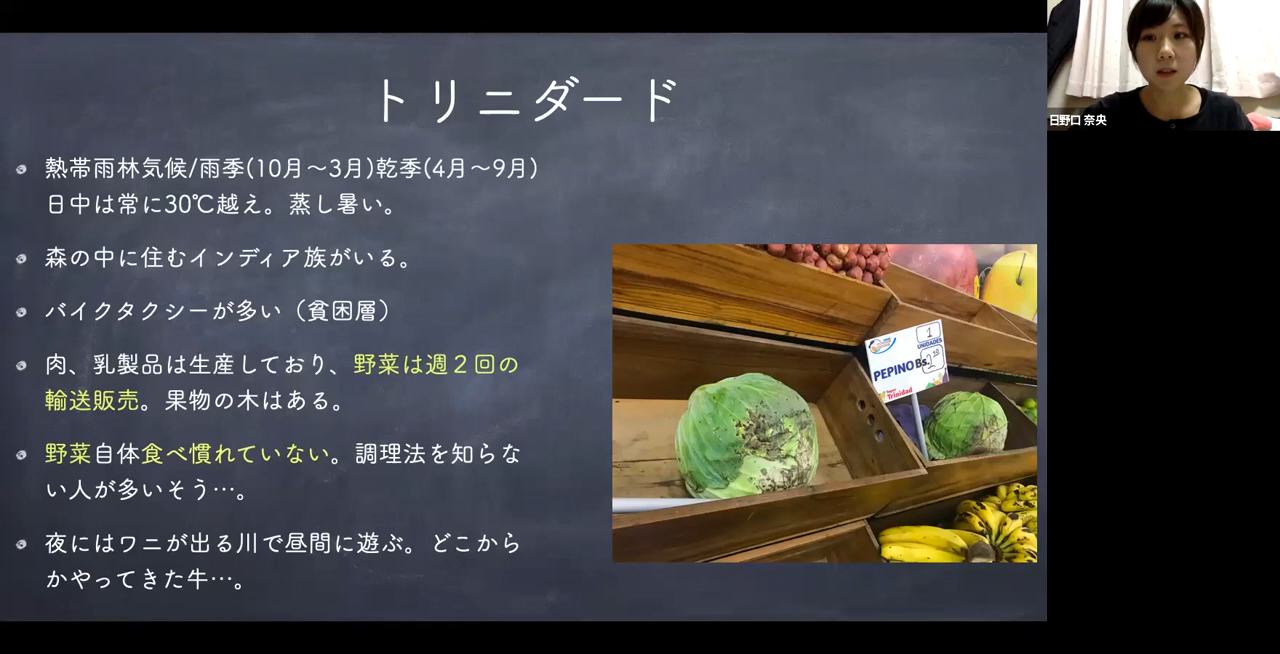 トリニダード
熱帯雨林気候/雨季(10月～3月)乾季(4月～9月)
日中は常に30℃越え。蒸し暑い。
森の中に住むインディア族がいる。
バイクタクシーが多い（貧困層）
肉、乳製品は生産しており、野菜は週２回の
輸送販売。果物の木はある。
野菜自体食べ慣れていない。調理法を知らな
い人が多いそう…。
夜にはワニが出る川で昼間に遊ぶ。どこから
かやってきた牛…。
1
UNIDADES
PEPINO Bs.
Trinidad
日野口 奈央